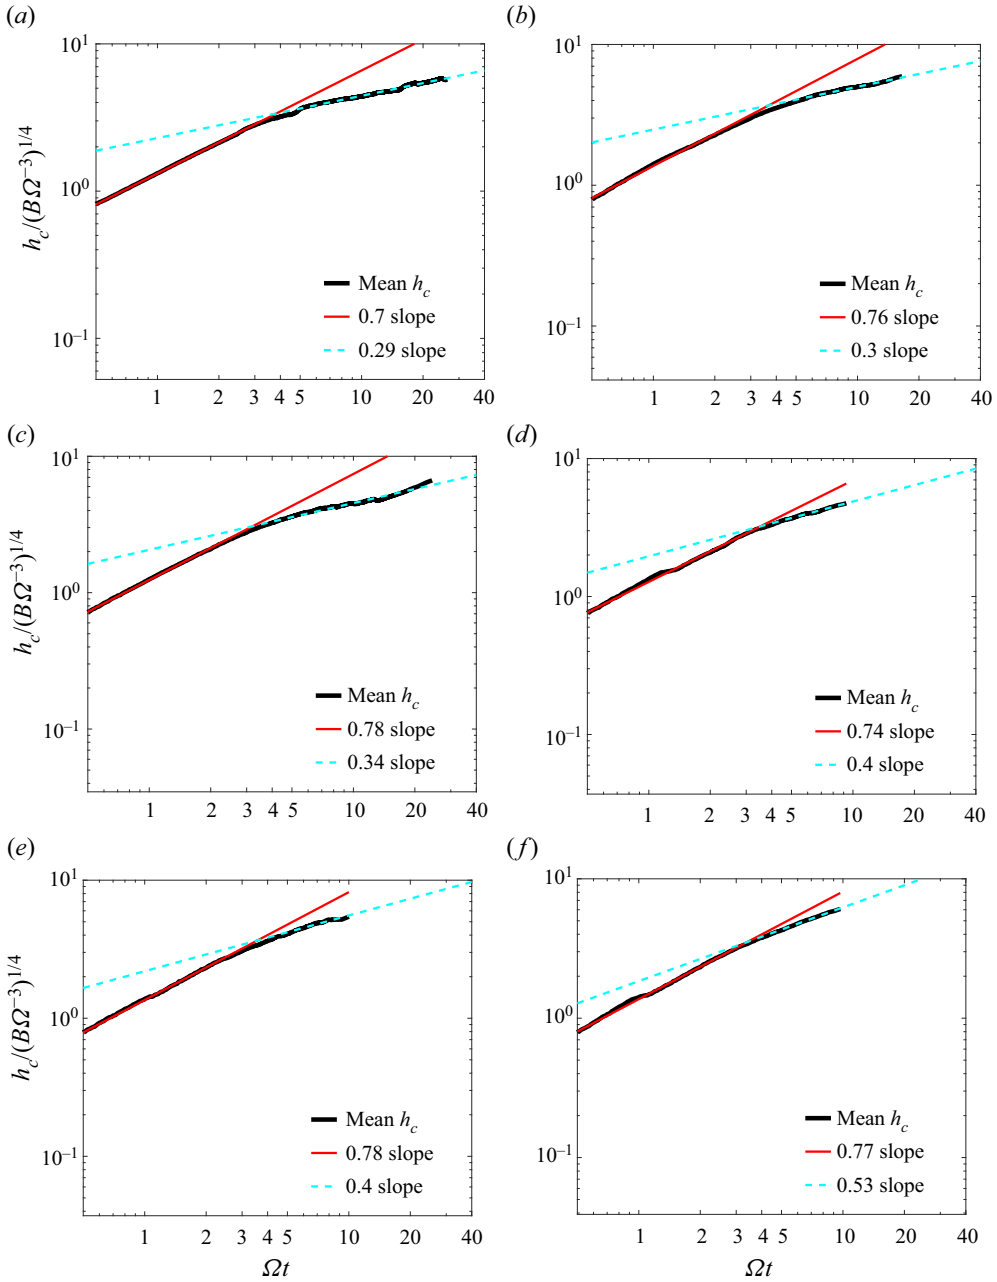 (a)
10^1
10^0
10^{-1}
h_c/(BΩ^{−3})^{1/4}
Mean h_c
0.7 slope
0.29 slope
1 2 3 4 5 10 20 40
(b)
10^1
10^0
10^{-1}
Mean h_c
0.76 slope
0.3 slope
1 2 3 4 5 10 20 40
(c)
10^1
10^0
10^{-1}
h_c/(BΩ^{−3})^{1/4}
Mean h_c
0.78 slope
0.34 slope
1 2 3 4 5 10 20 40
(d)
10^1
10^0
10^{-1}
Mean h_c
0.74 slope
0.4 slope
1 2 3 4 5 10 20 40
(e)
10^1
10^0
10^{-1}
h_c/(BΩ^{−3})^{1/4}
Mean h_c
0.78 slope
0.4 slope
1 2 3 4 5 10 20 40
Ωt
(f)
10^1
10^0
10^{-1}
Mean h_c
0.77 slope
0.53 slope
1 2 3 4 5 10 20 40
Ωt